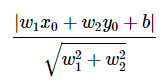 |w₁x₀ + w₂y₀ + b|
√(w₁² + w₂²)